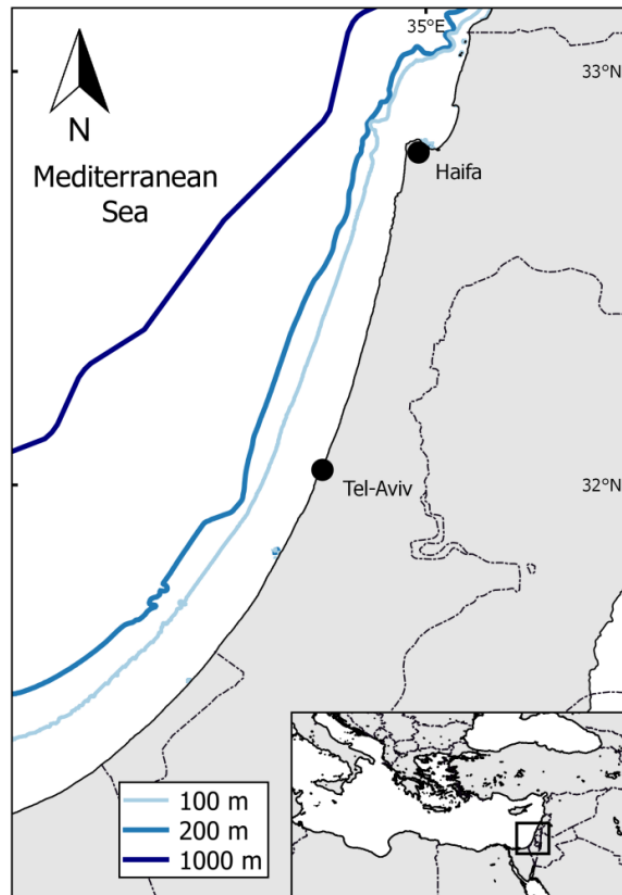 35°E
33°N
N
Mediterranean
Sea
Haifa
Tel-Aviv
32°N
100 m
200 m
1000 m